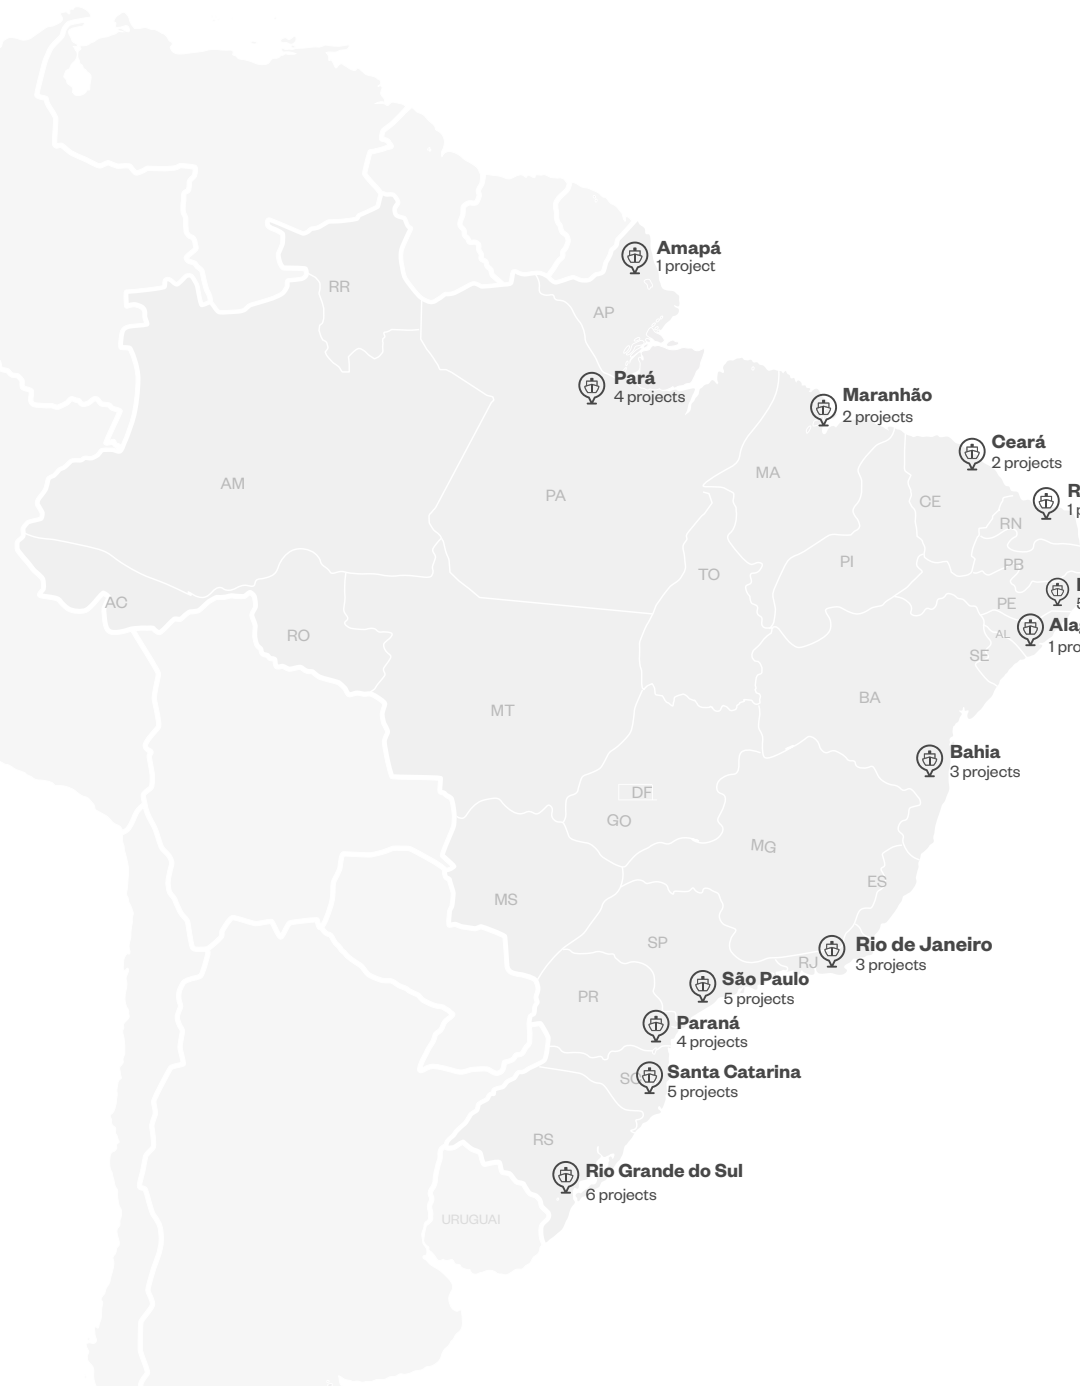 Amapá
1 project
RR
AP
Pará
4 projects
Maranhão
2 projects
Ceará
2 projects
MA
AM
PA
CE
RN
PI
PB
TO
AC
PE
RO
AL
SE
BA
MT
Bahia
3 projects
DF
GO
MG
ES
MS
SP
RJ
Rio de Janeiro
3 projects
São Paulo
5 projects
PR
Paraná
4 projects
SC
Santa Catarina
5 projects
RS
Rio Grande do Sul
6 projects
URUGUAI